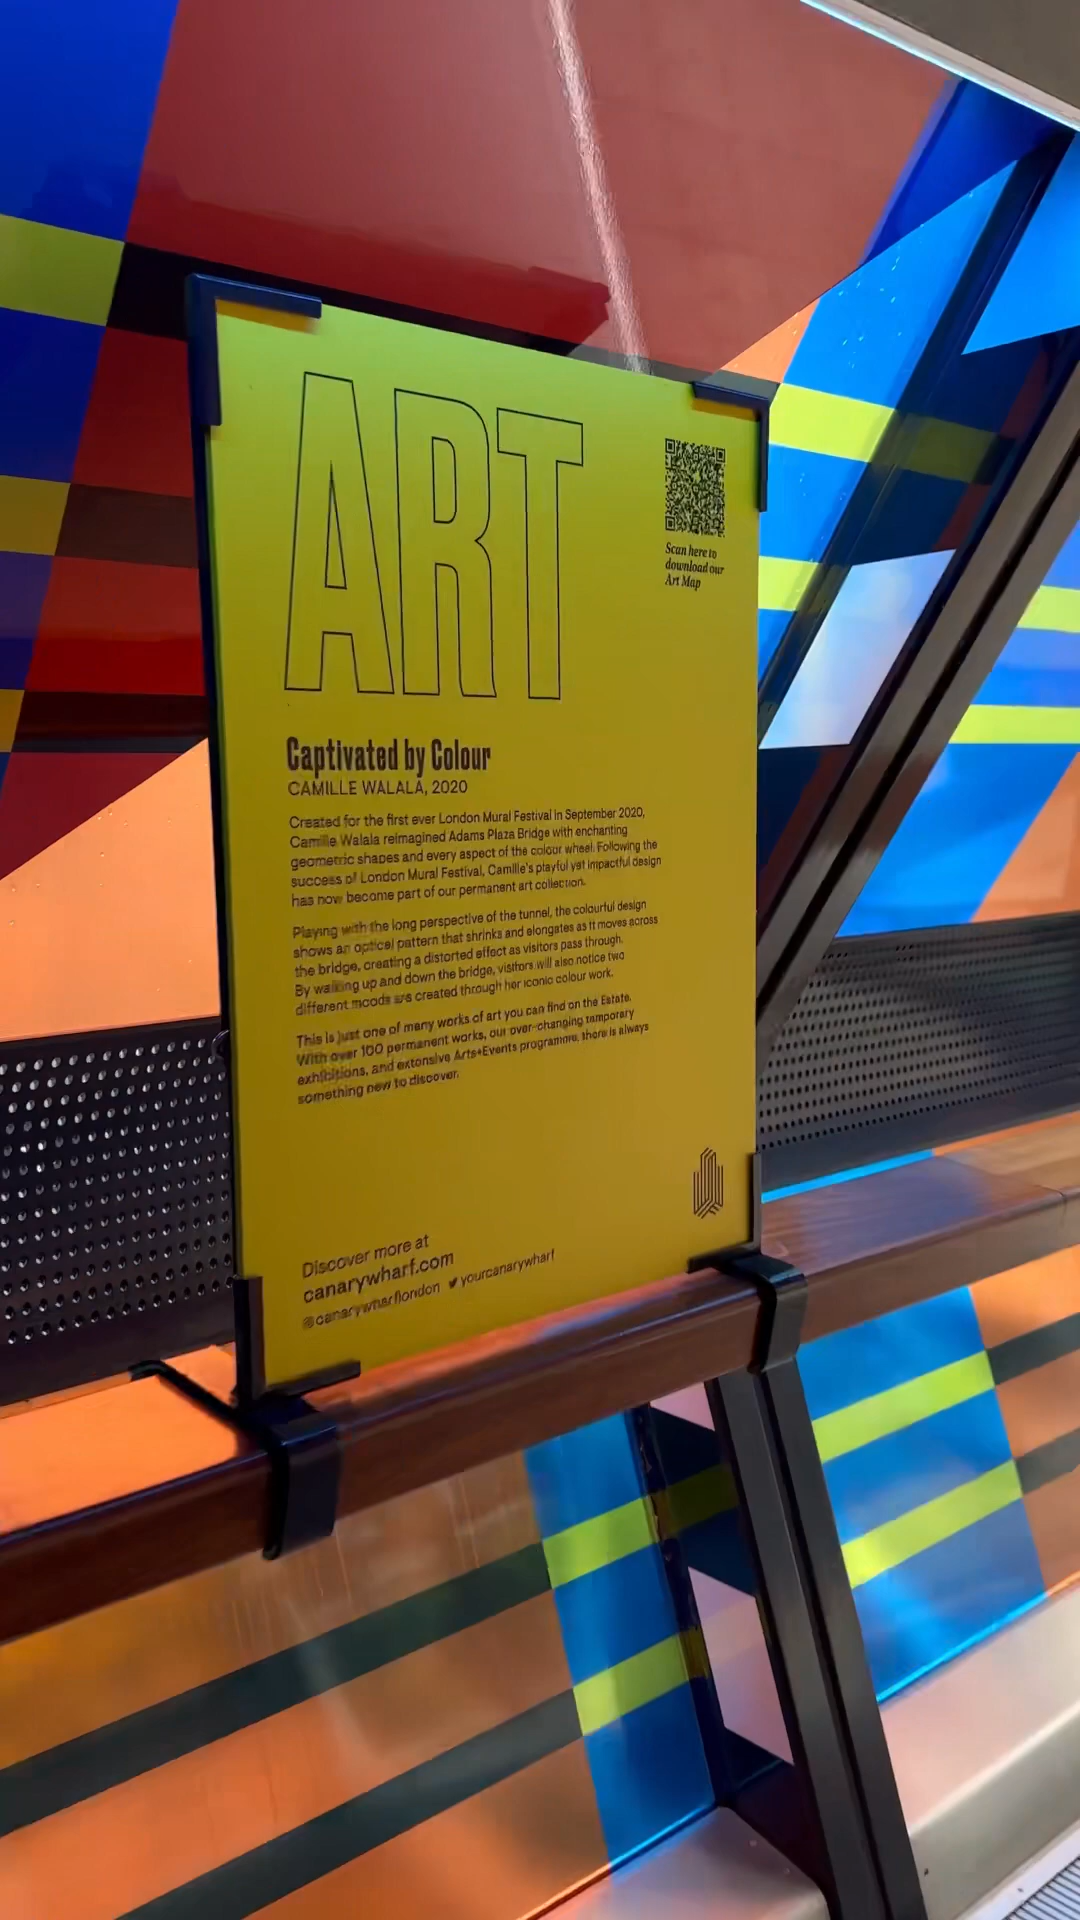 ART
Scan here to
download our
Art Map
Captivated by Colour
CAMILLE WALALA, 2020
Created for the first ever London Mural Festival in September 2020,
Camille Walala reimagined Adams Plaza Bridge with enchanting
geometric shapes and every aspect of the colour wheel. Following the
success of London Mural Festival, Camille's playful yet impactful design
has now become part of our permanent art collection.
Playing with the long perspective of the tunnel, the colourful design
shows an optical pattern that shrinks and elongates as it moves across
the bridge, creating a distorted effect as visitors pass through.
By walking up and down the bridge, visitors will also notice two
different moods are created through her iconic colour work.
This is just one of many works of art you can find on the Estate.
With over 100 permanent works, our ever-changing temporary
exhibitions, and extensive Arts+Events programme, there is always
something new to discover.
Discover more at
canarywharf.com
@canarywharflondon yourcanarywharf